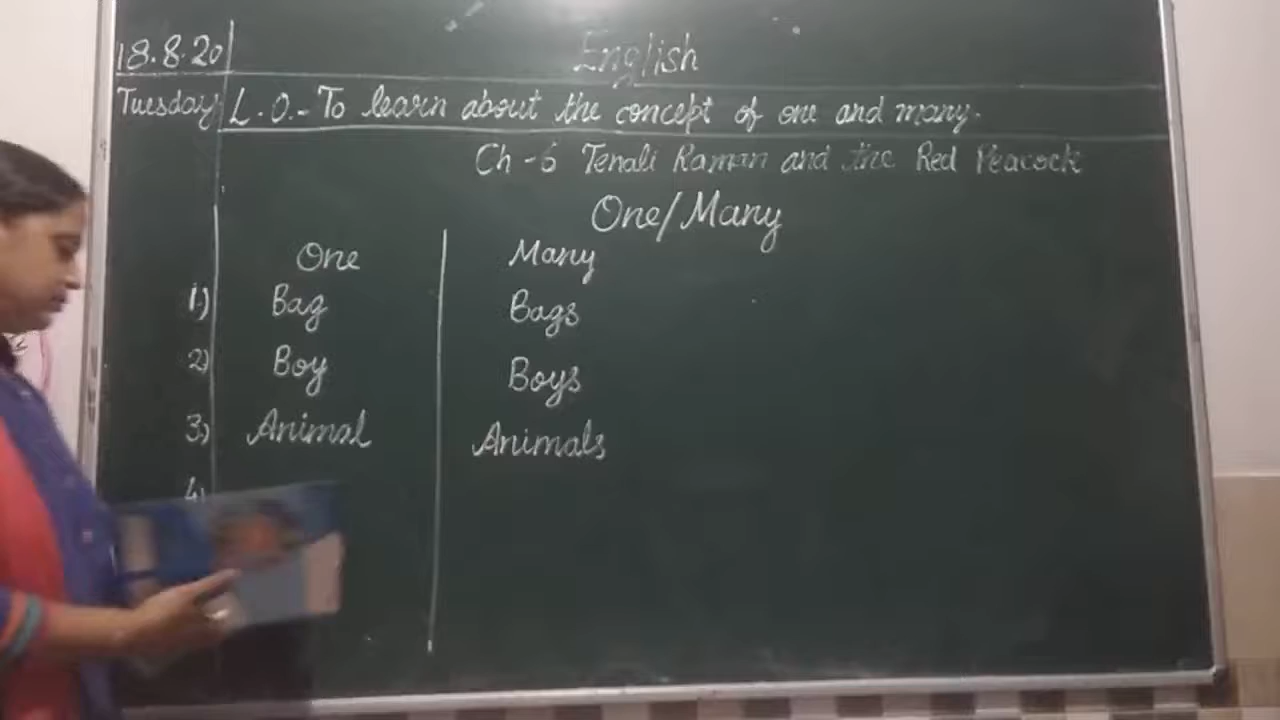 18.8.20 English
Tuesday L.O.- To learn about the concept of one and many.
Ch-6 Tenali Raman and the Red Peacock
One/Many
One Many
1) Bag Bags
2) Boy Boys
3) Animal Animals
4)